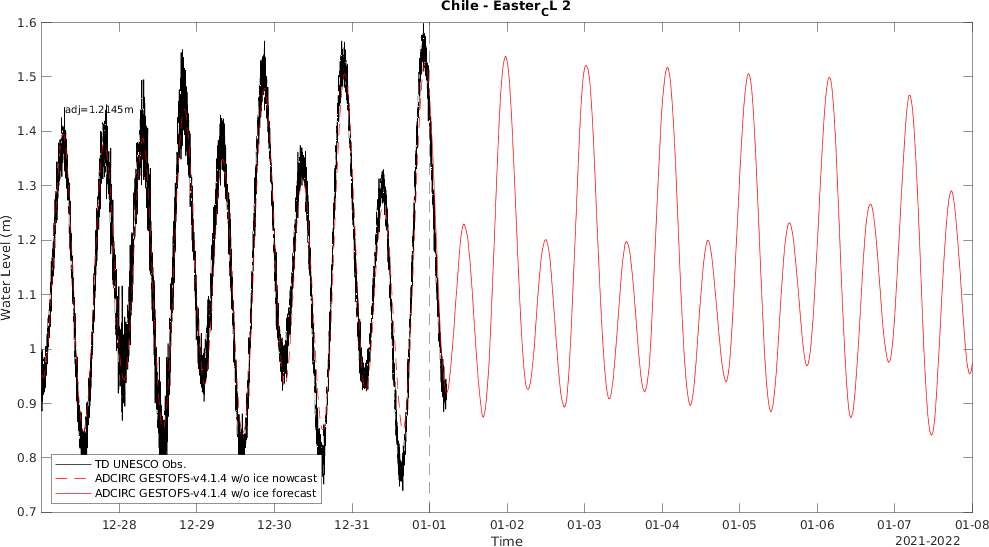 Chile - Easter_CL 2
adj=1.2145m
Water Level (m)
1.6
1.5
1.4
1.3
1.2
1.1
1
0.9
0.8
0.7
TD UNESCO Obs.
ADCIRC GESTOFS-v4.1.4 w/o ice nowcast
ADCIRC GESTOFS-v4.1.4 w/o ice forecast
12-28 12-29 12-30 12-31 01-01 01-02 01-03 01-04 01-05 01-06 01-07 01-08
Time
2021-2022